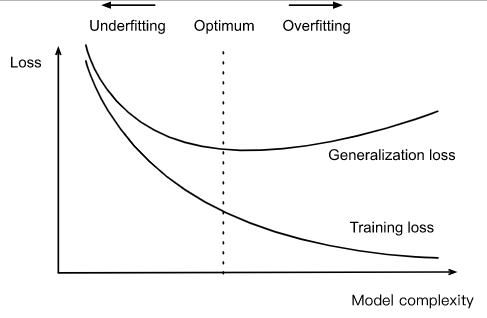 Underfitting Optimum Overfitting
Loss
Generalization loss
Training loss
Model complexity